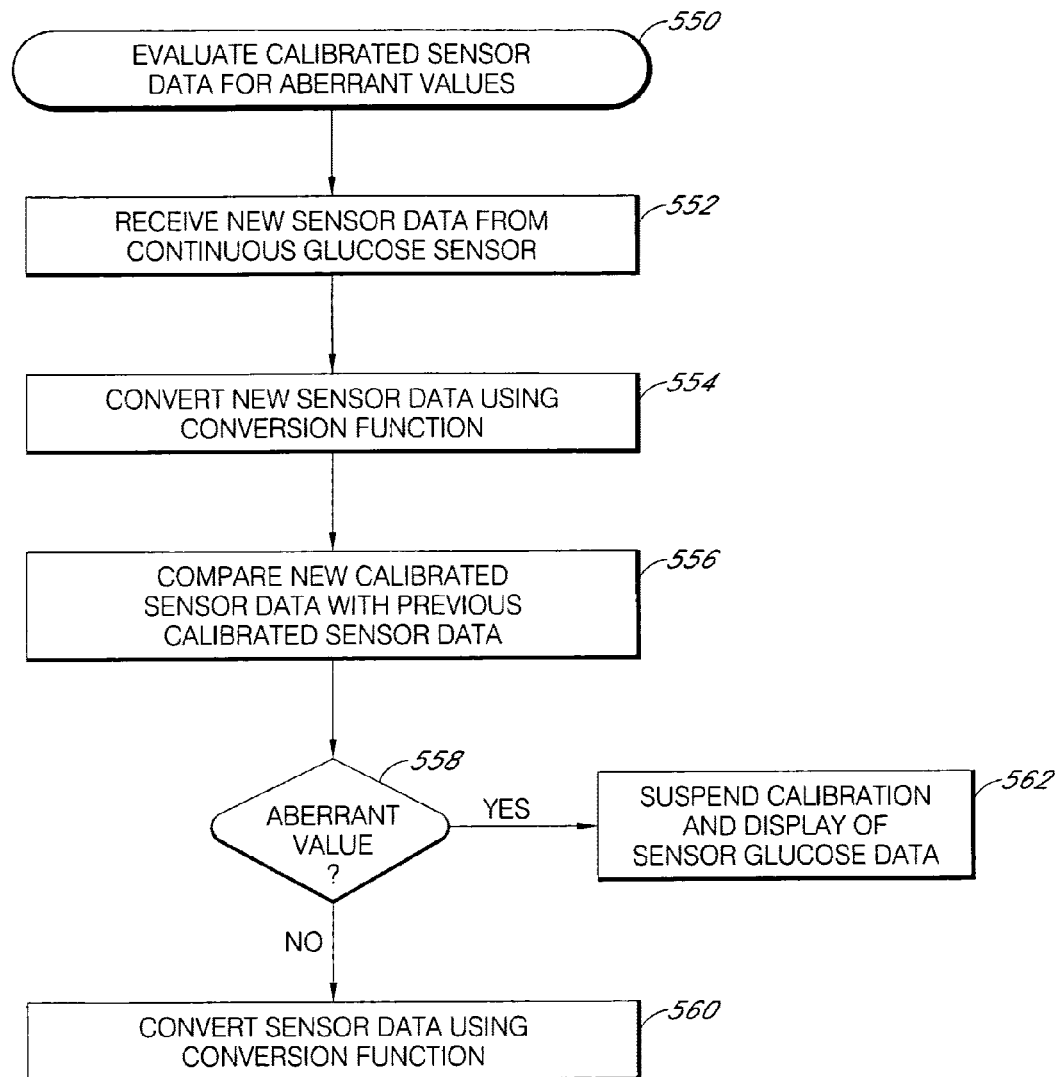 550
EVALUATE CALIBRATED SENSOR
DATA FOR ABERRANT VALUES
552
RECEIVE NEW SENSOR DATA FROM
CONTINUOUS GLUCOSE SENSOR
554
CONVERT NEW SENSOR DATA USING
CONVERSION FUNCTION
556
COMPARE NEW CALIBRATED
SENSOR DATA WITH PREVIOUS
CALIBRATED SENSOR DATA
558
ABERRANT
VALUE
?
YES
562
SUSPEND CALIBRATION
AND DISPLAY OF
SENSOR GLUCOSE DATA
NO
560
CONVERT SENSOR DATA USING
CONVERSION FUNCTION